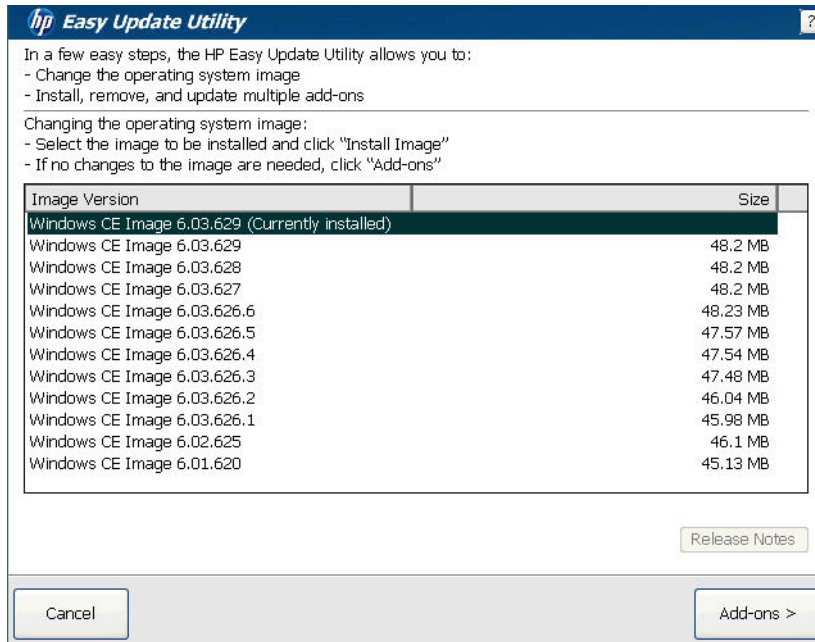 hp Easy Update Utility ?
In a few easy steps, the HP Easy Update Utility allows you to:
- Change the operating system image
- Install, remove, and update multiple add-ons
Changing the operating system image:
- Select the image to be installed and click "Install Image"
- If no changes to the image are needed, click "Add-ons"
Image Version Size
Windows CE Image 6.03.629 (Currently installed)
Windows CE Image 6.03.629 48.2 MB
Windows CE Image 6.03.628 48.2 MB
Windows CE Image 6.03.627 48.2 MB
Windows CE Image 6.03.626.6 48.23 MB
Windows CE Image 6.03.626.5 47.57 MB
Windows CE Image 6.03.626.4 47.54 MB
Windows CE Image 6.03.626.3 47.48 MB
Windows CE Image 6.03.626.2 46.04 MB
Windows CE Image 6.03.626.1 45.98 MB
Windows CE Image 6.02.625 46.1 MB
Windows CE Image 6.01.620 45.13 MB
Release Notes
Cancel Add-ons >